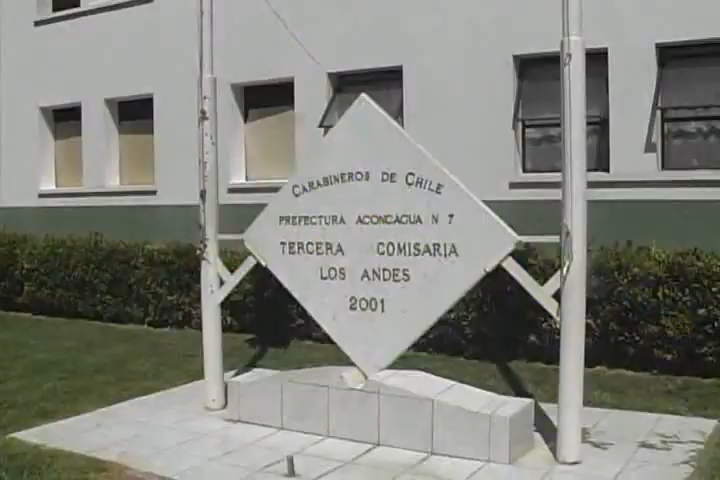 CARABINEROS DE CHILE
PREFECTURA ACONCAGUA N 7
TERCERA COMISARIA
LOS ANDES
2001